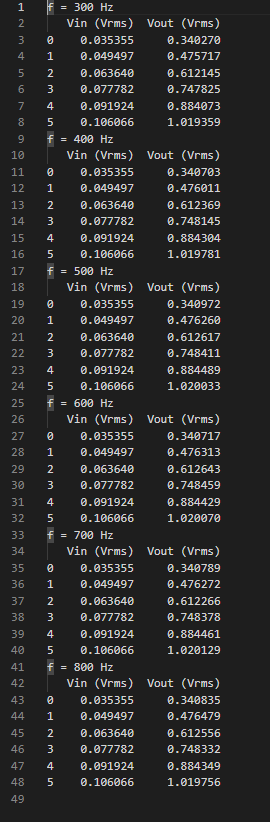 1 f = 300 Hz
2 Vin (Vrms) Vout (Vrms)
3 0 0.035355 0.340270
4 1 0.049497 0.475717
5 2 0.063640 0.612145
6 3 0.077782 0.747825
7 4 0.091924 0.884073
8 5 0.106066 1.019359
9 f = 400 Hz
10 Vin (Vrms) Vout (Vrms)
11 0 0.035355 0.340703
12 1 0.049497 0.476011
13 2 0.063640 0.612369
14 3 0.077782 0.748145
15 4 0.091924 0.884304
16 5 0.106066 1.019781
17 f = 500 Hz
18 Vin (Vrms) Vout (Vrms)
19 0 0.035355 0.340972
20 1 0.049497 0.476260
21 2 0.063640 0.612617
22 3 0.077782 0.748411
23 4 0.091924 0.884489
24 5 0.106066 1.020033
25 f = 600 Hz
26 Vin (Vrms) Vout (Vrms)
27 0 0.035355 0.340717
28 1 0.049497 0.476313
29 2 0.063640 0.612643
30 3 0.077782 0.748459
31 4 0.091924 0.884429
32 5 0.106066 1.020070
33 f = 700 Hz
34 Vin (Vrms) Vout (Vrms)
35 0 0.035355 0.340789
36 1 0.049497 0.476272
37 2 0.063640 0.612266
38 3 0.077782 0.748378
39 4 0.091924 0.884461
40 5 0.106066 1.020129
41 f = 800 Hz
42 Vin (Vrms) Vout (Vrms)
43 0 0.035355 0.340835
44 1 0.049497 0.476479
45 2 0.063640 0.612556
46 3 0.077782 0.748332
47 4 0.091924 0.884349
48 5 0.106066 1.019756
49